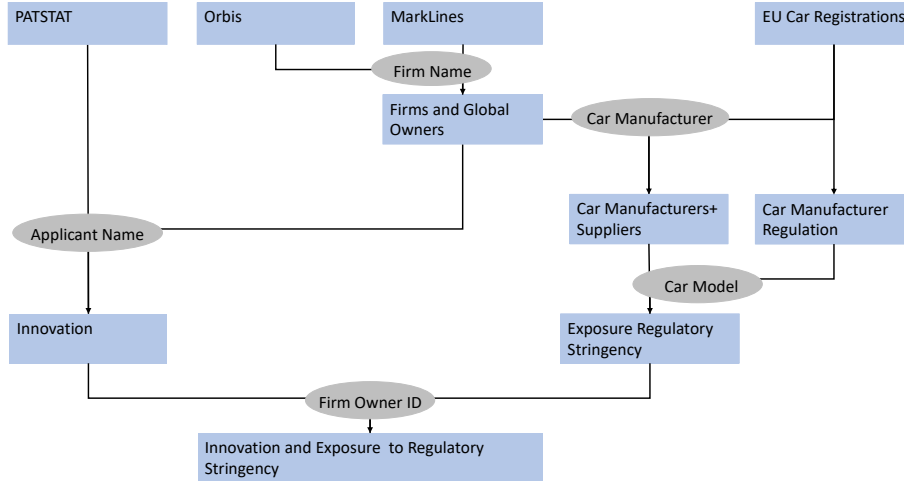 PATSTAT
Orbis
MarkLines
EU Car Registrations
Firm Name
Firms and Global
Owners
Car Manufacturer
Car Manufacturers+
Suppliers
Car Manufacturer
Regulation
Applicant Name
Car Model
Innovation
Exposure Regulatory
Stringency
Firm Owner ID
Innovation and Exposure to Regulatory
Stringency